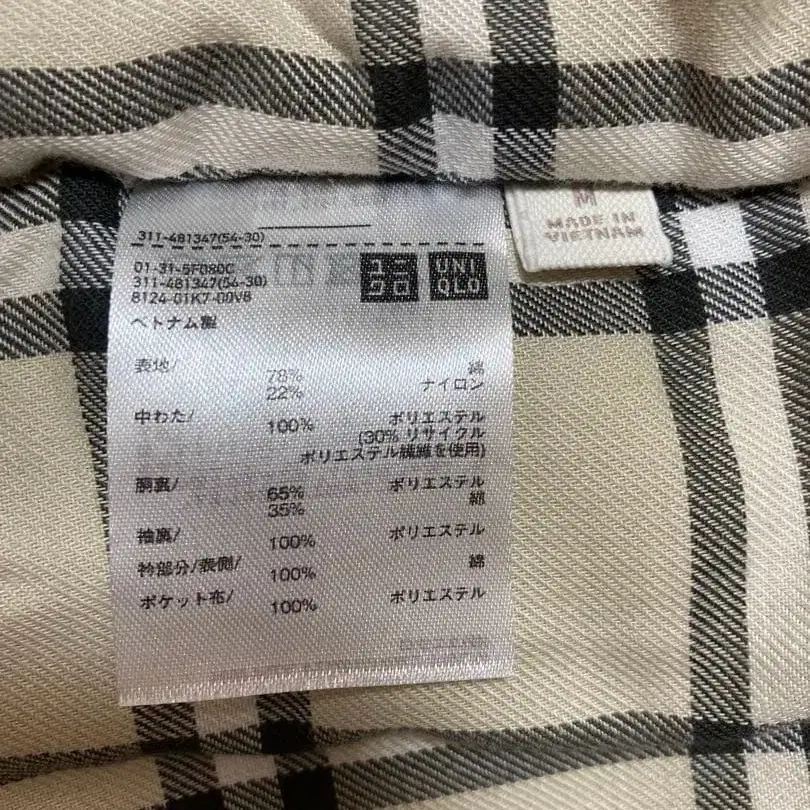 311-481347(54-30)
01-31-5F080C
311-481347(54-30)
8124-01K7-00V8
ユニクロ
UNIQLO
ベトナム製
表地/ 78% 綿
22% ナイロン
中わた/ 100% ポリエステル
(30% リサイクル
ポリエステル繊維を使用)
胴裏/ 65% ポリエステル
35% 綿
袖裏/ 100% ポリエステル
衿部分/表側/ 100% 綿
ポケット布/ 100% ポリエステル
M
MADE IN
VIETNAM